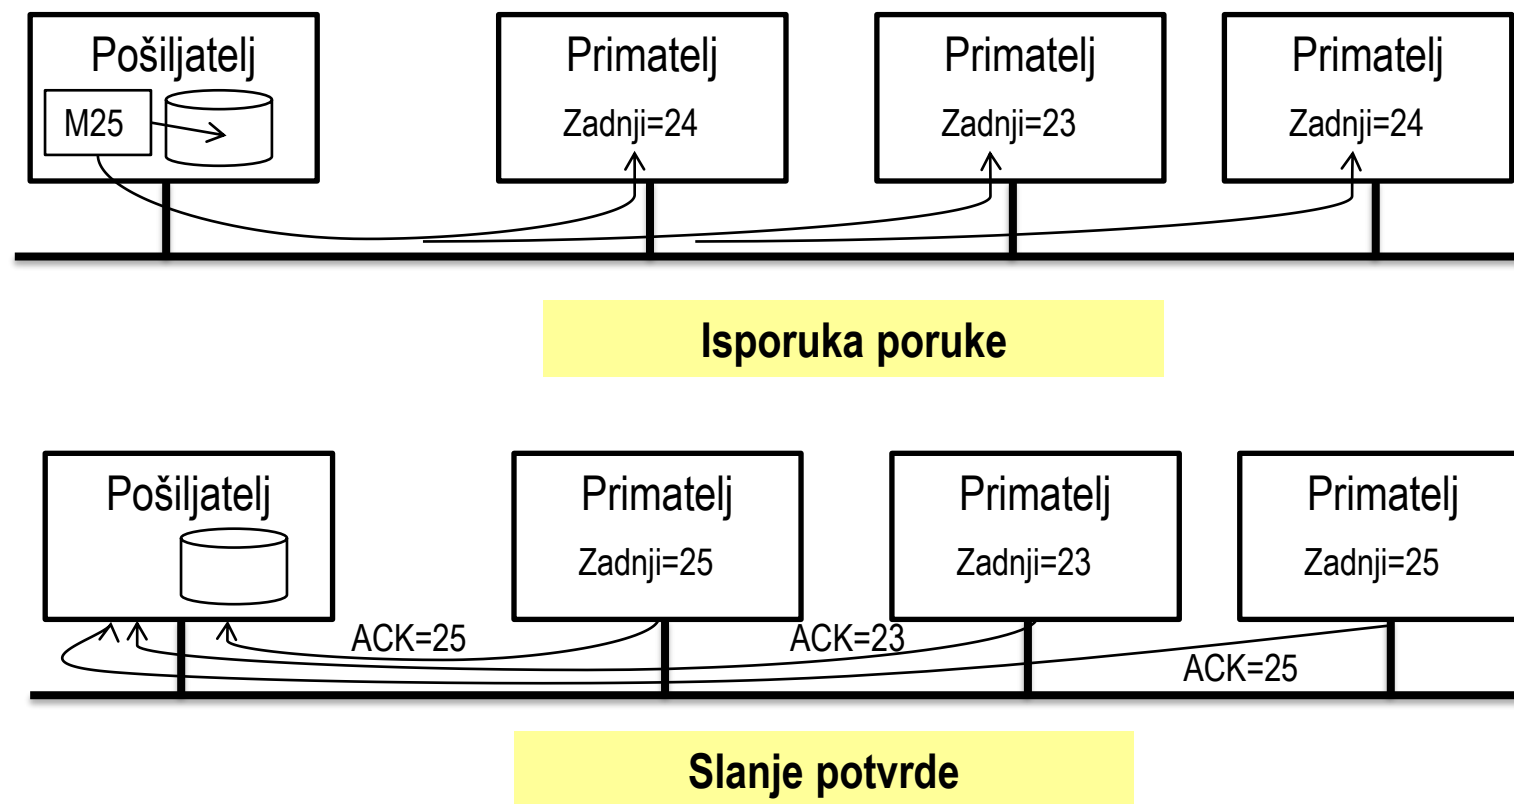 Pošiljatelj
M25
Primatelj
Zadnji=24
Primatelj
Zadnji=23
Primatelj
Zadnji=24
Isporuka poruke
Pošiljatelj
Primatelj
Zadnji=25
Primatelj
Zadnji=23
Primatelj
Zadnji=25
ACK=25
ACK=23
ACK=25
Slanje potvrde